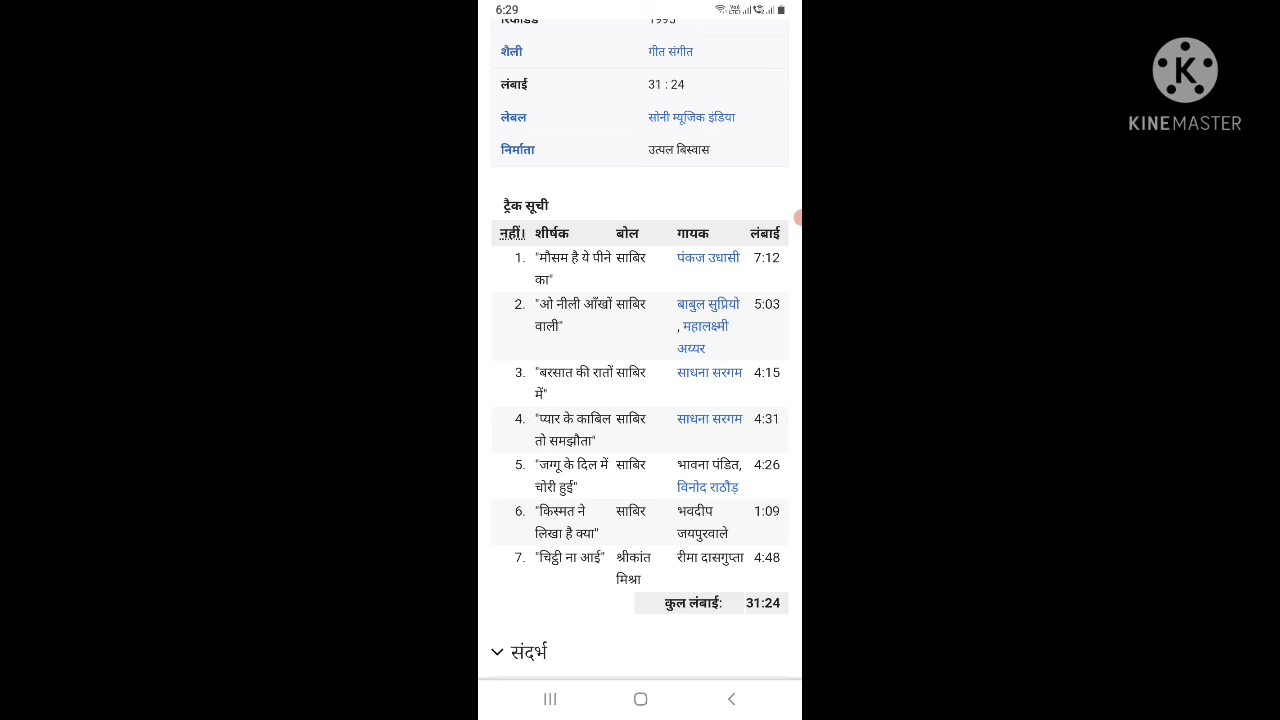 6:29
रिकॉर्डेड 1995
शैली गीत संगीत
लंबाई 31 : 24
लेबल सोनी म्यूजिक इंडिया
निर्माता उत्पल बिस्वास
K
KINEMASTER
ट्रैक सूची
नहीं। शीर्षक बोल गायक लंबाई
1. "मौसम है ये पीने साबिर पंकज उधासी 7:12
का"
2. "ओ नीली आँखों साबिर बाबुल सुप्रियो 5:03
वाली" , महालक्ष्मी
अय्यर
3. "बरसात की रातों साबिर साधना सरगम 4:15
में"
4. "प्यार के काबिल साबिर साधना सरगम 4:31
तो समझौता"
5. "जग्गू के दिल में साबिर भावना पंडित, 4:26
चोरी हुई" विनोद राठौड़
6. "किस्मत ने साबिर भवदीप 1:09
लिखा है क्या" जयपुरवाले
7. "चिट्ठी ना आई" श्रीकांत रीमा दासगुप्ता 4:48
मिश्रा
कुल लंबाई: 31:24
संदर्भ